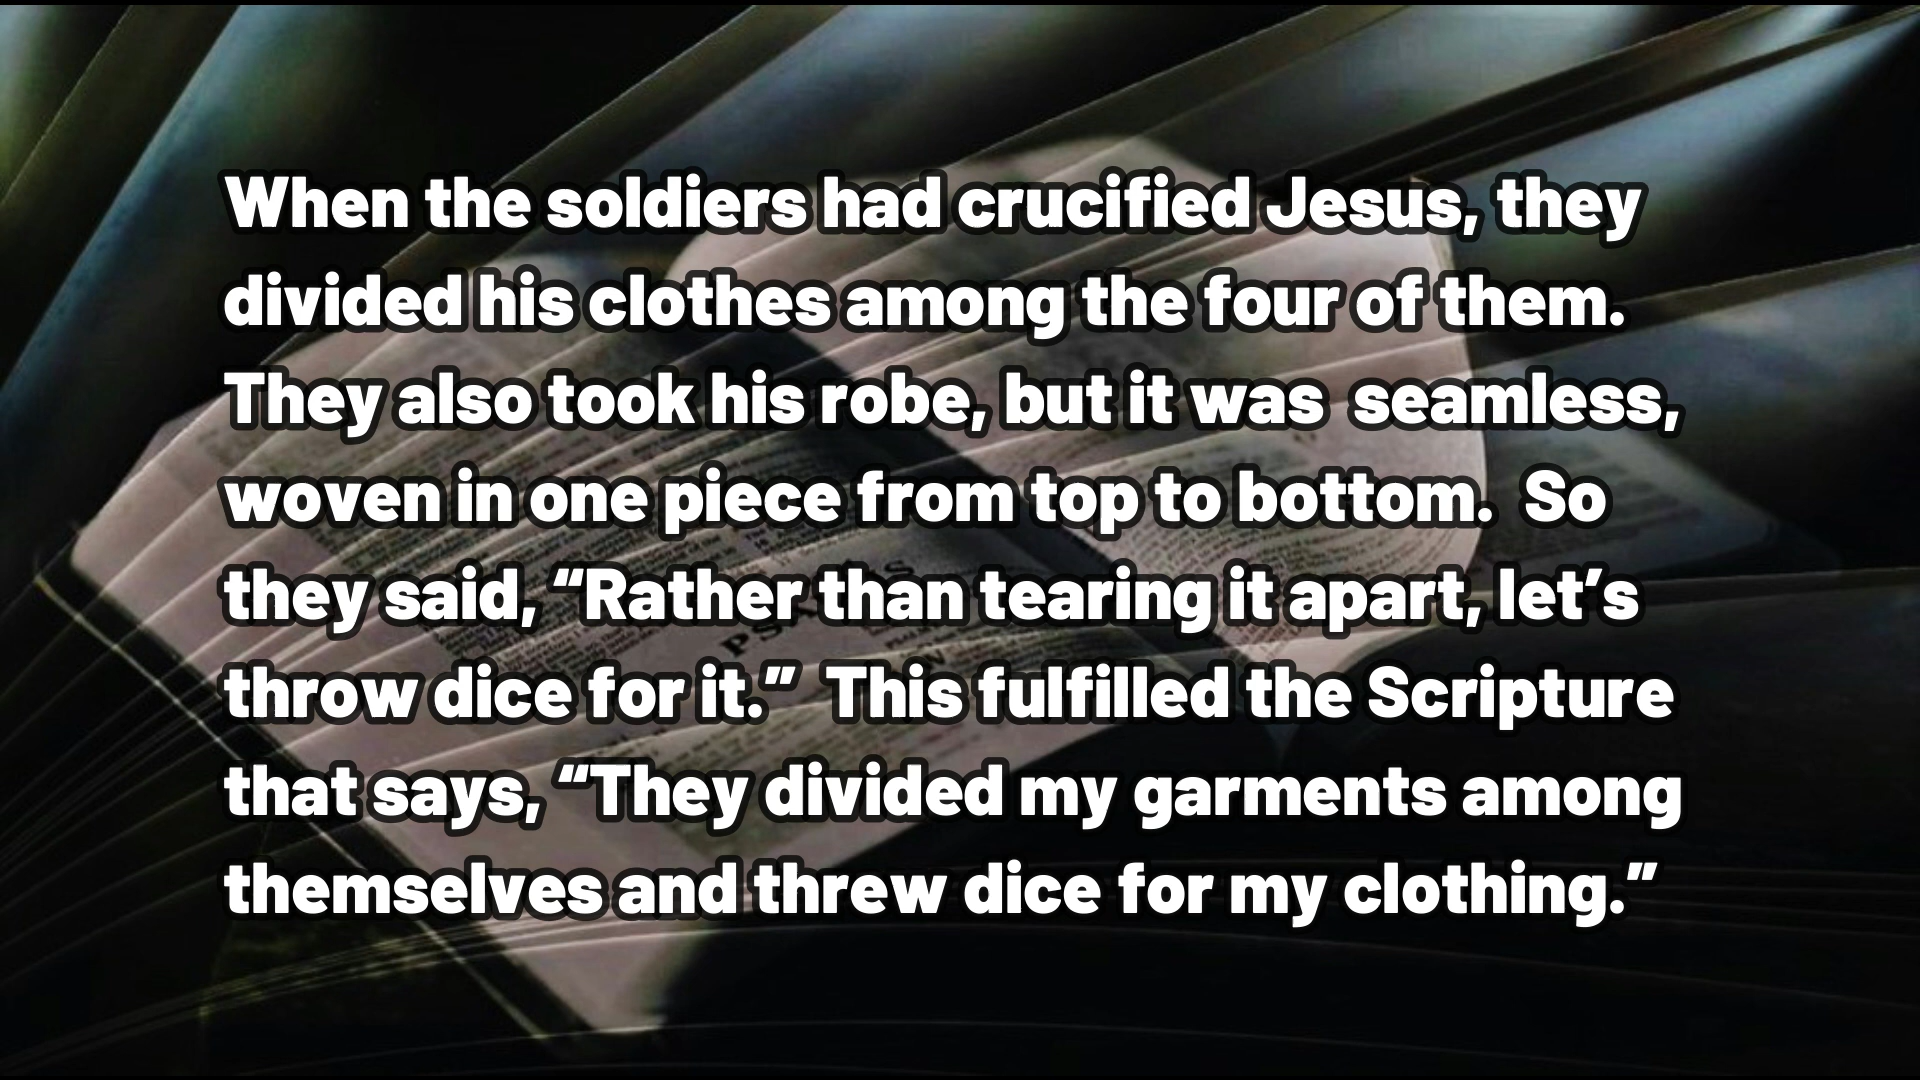 When the soldiers had crucified Jesus, they
divided his clothes among the four of them.
They also took his robe, but it was  seamless,
woven in one piece from top to bottom.  So
they said, “Rather than tearing it apart, let’s
throw dice for it.”  This fulfilled the Scripture
that says, “They divided my garments among
themselves and threw dice for my clothing.”